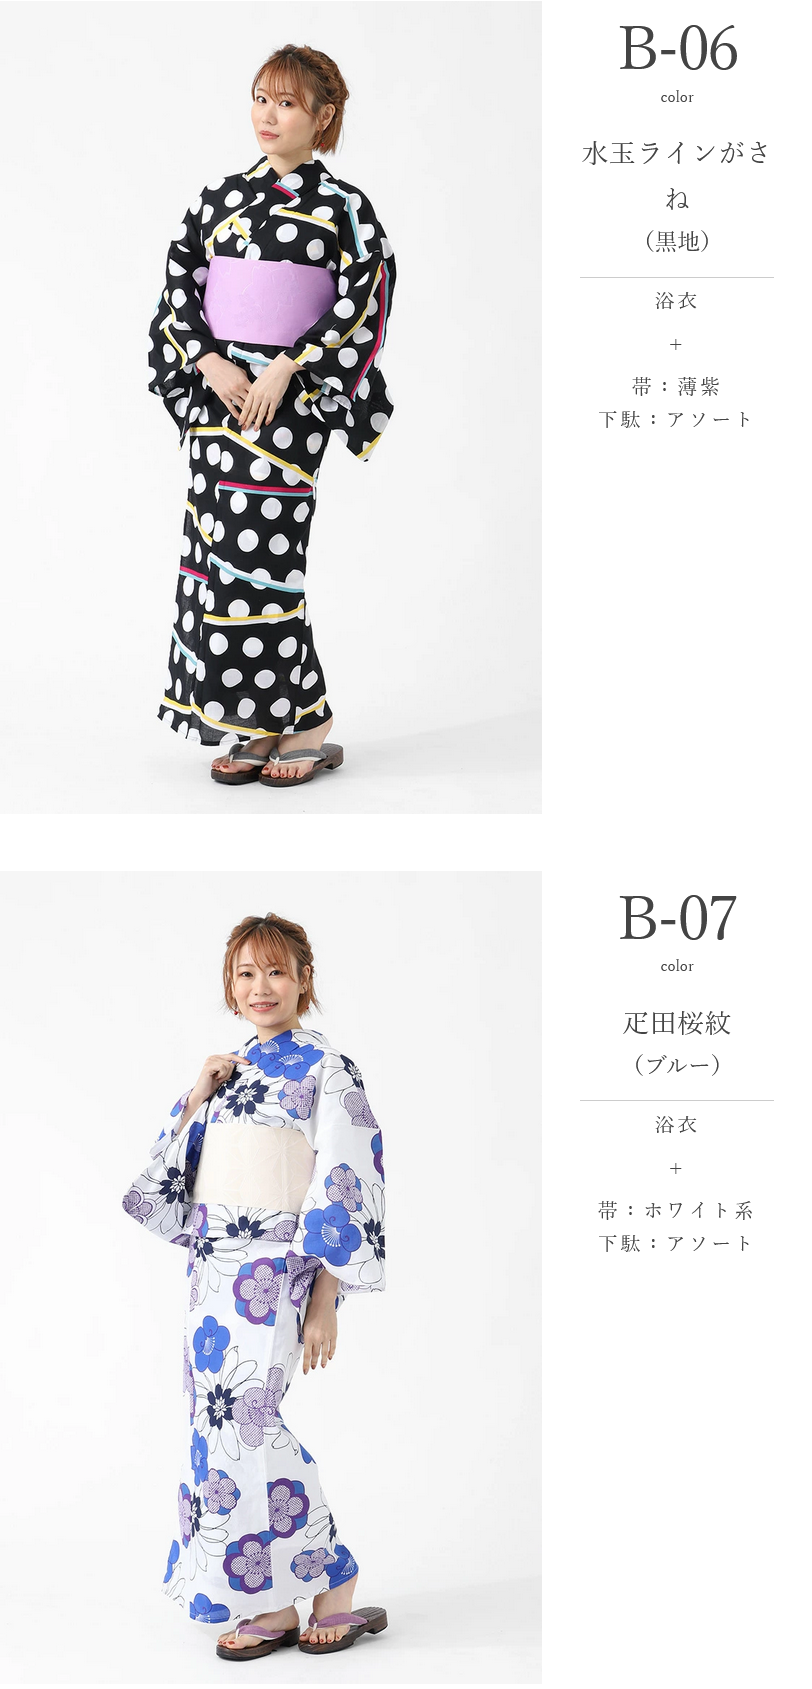 B-06
color
水玉ラインがさ
ね
（黒地）
浴衣
+
帯：薄紫
下駄：アソート
B-07
color
疋田桜紋
（ブルー）
浴衣
+
帯：ホワイト系
下駄：アソート